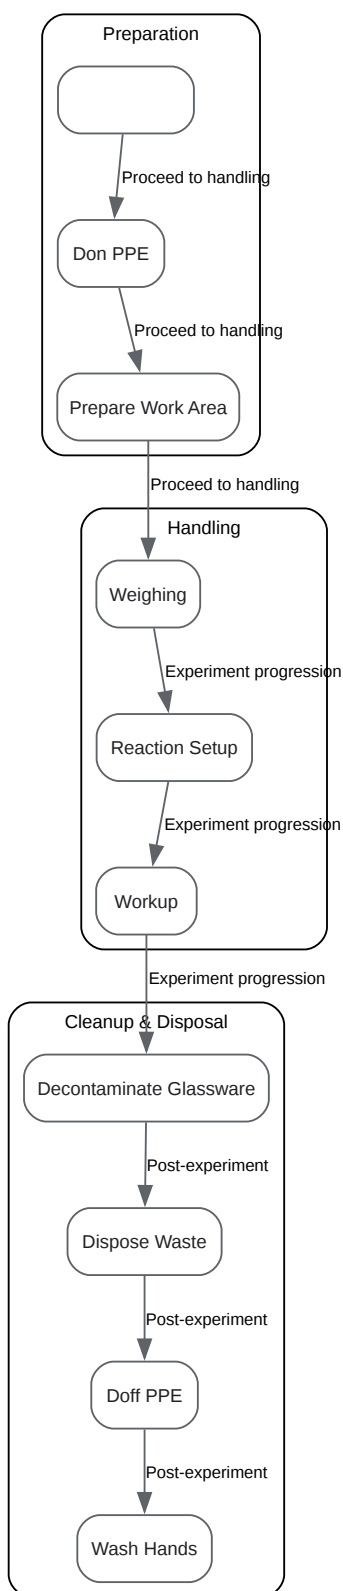 Preparation
Proceed to handling
Don PPE
Proceed to handling
Prepare Work Area
Proceed to handling
Handling
Weighing
Experiment progression
Reaction Setup
Experiment progression
Workup
Experiment progression
Cleanup & Disposal
Decontaminate Glassware
Post-experiment
Dispose Waste
Post-experiment
Doff PPE
Post-experiment
Wash Hands